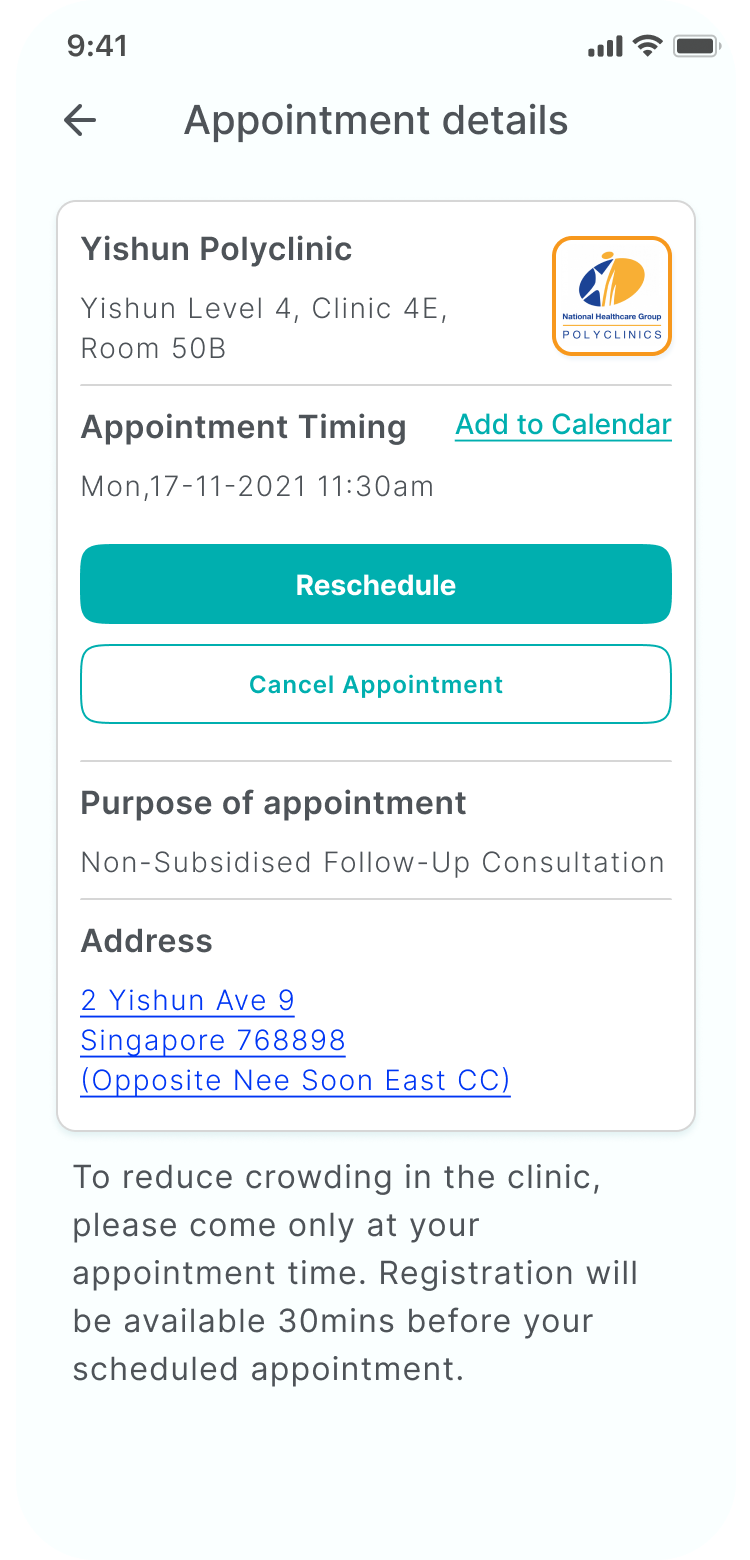 9:41
Appointment details
Yishun Polyclinic
Yishun Level 4, Clinic 4E,
Room 50B
National Healthcare Group
POLYCLINICS
Appointment Timing
Add to Calendar
Mon,17-11-2021 11:30am
Reschedule
Cancel Appointment
Purpose of appointment
Non-Subsidised Follow-Up Consultation
Address
2 Yishun Ave 9
Singapore 768898
(Opposite Nee Soon East CC)
To reduce crowding in the clinic,
please come only at your
appointment time. Registration will
be available 30mins before your
scheduled appointment.